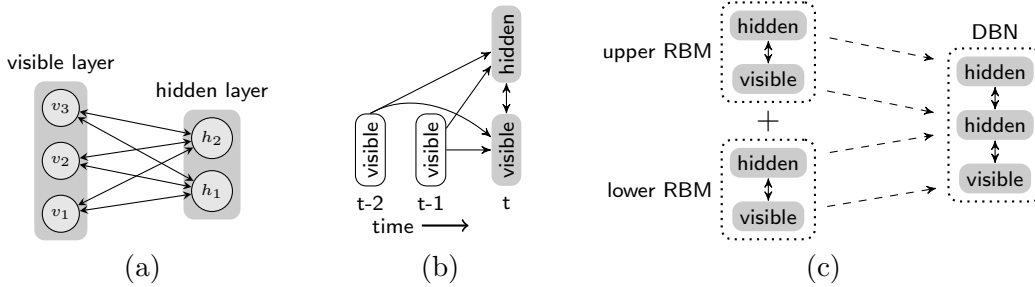 visible layer
hidden layer
v3
v2
v1
h2
h1
(a)
hidden
visible
visible
visible
t-2
t-1
t
time
(b)
upper RBM
hidden
visible
+
lower RBM
hidden
visible
DBN
hidden
hidden
visible
(c)